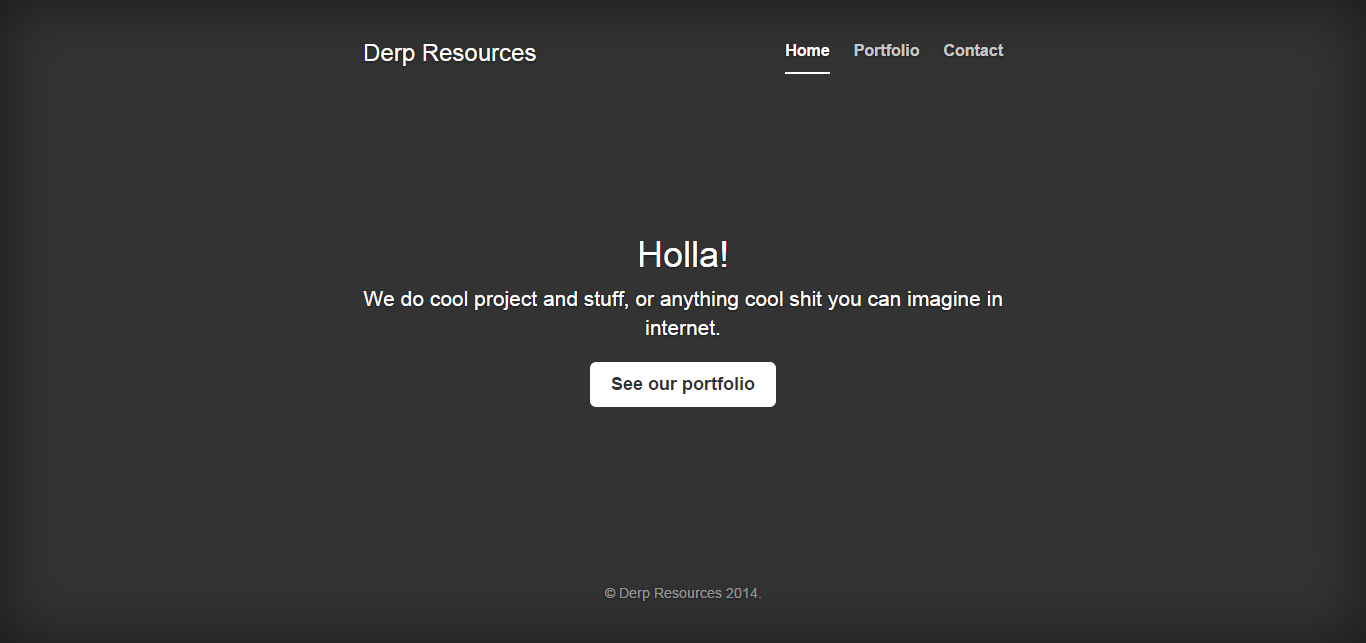 Derp Resources
Home Portfolio Contact
Holla!
We do cool project and stuff, or anything cool shit you can imagine in
internet.
See our portfolio
© Derp Resources 2014.